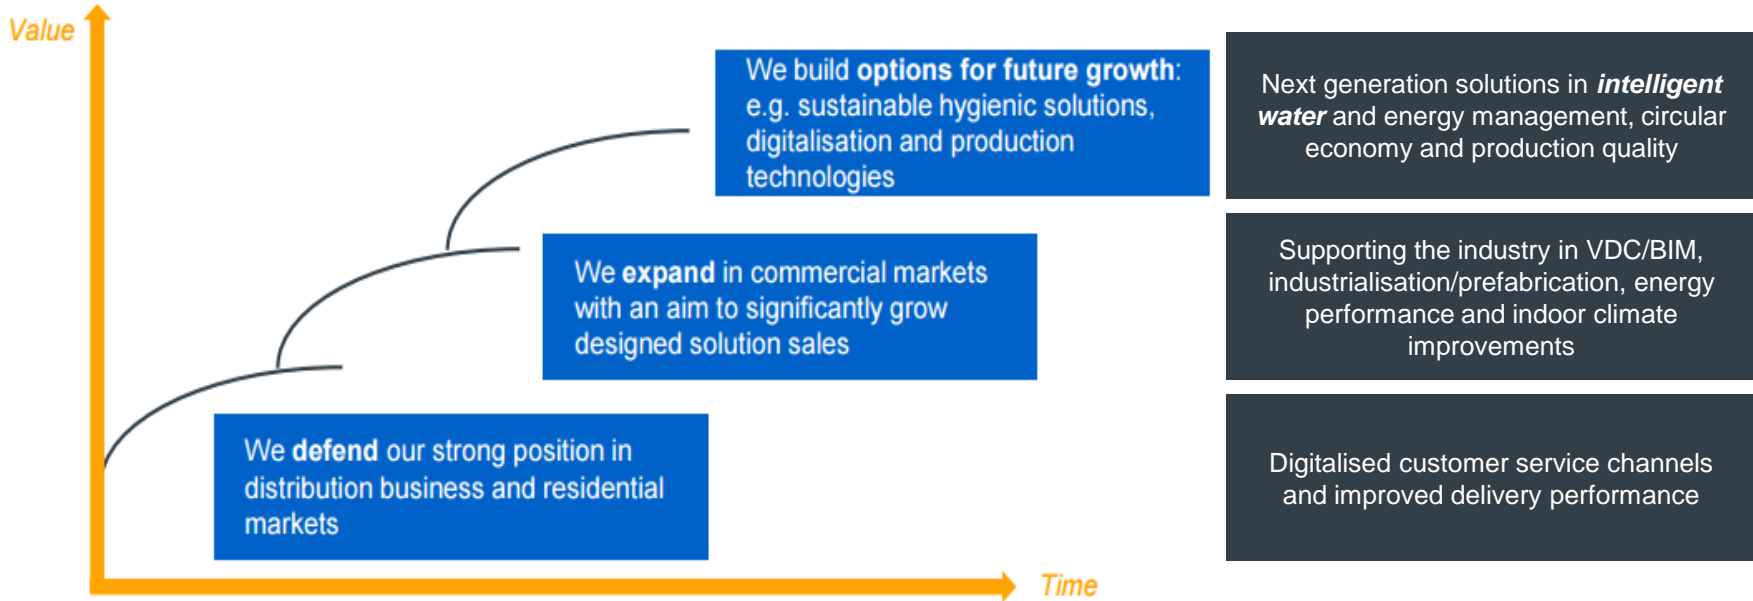 Value
We build options for future growth:
e.g. sustainable hygienic solutions,
digitalisation and production
technologies
Next generation solutions in intelligent
water and energy management, circular
economy and production quality
We expand in commercial markets
with an aim to significantly grow
designed solution sales
Supporting the industry in VDC/BIM,
industrialisation/prefabrication, energy
performance and indoor climate
improvements
We defend our strong position in
distribution business and residential
markets
Digitalised customer service channels
and improved delivery performance
Time